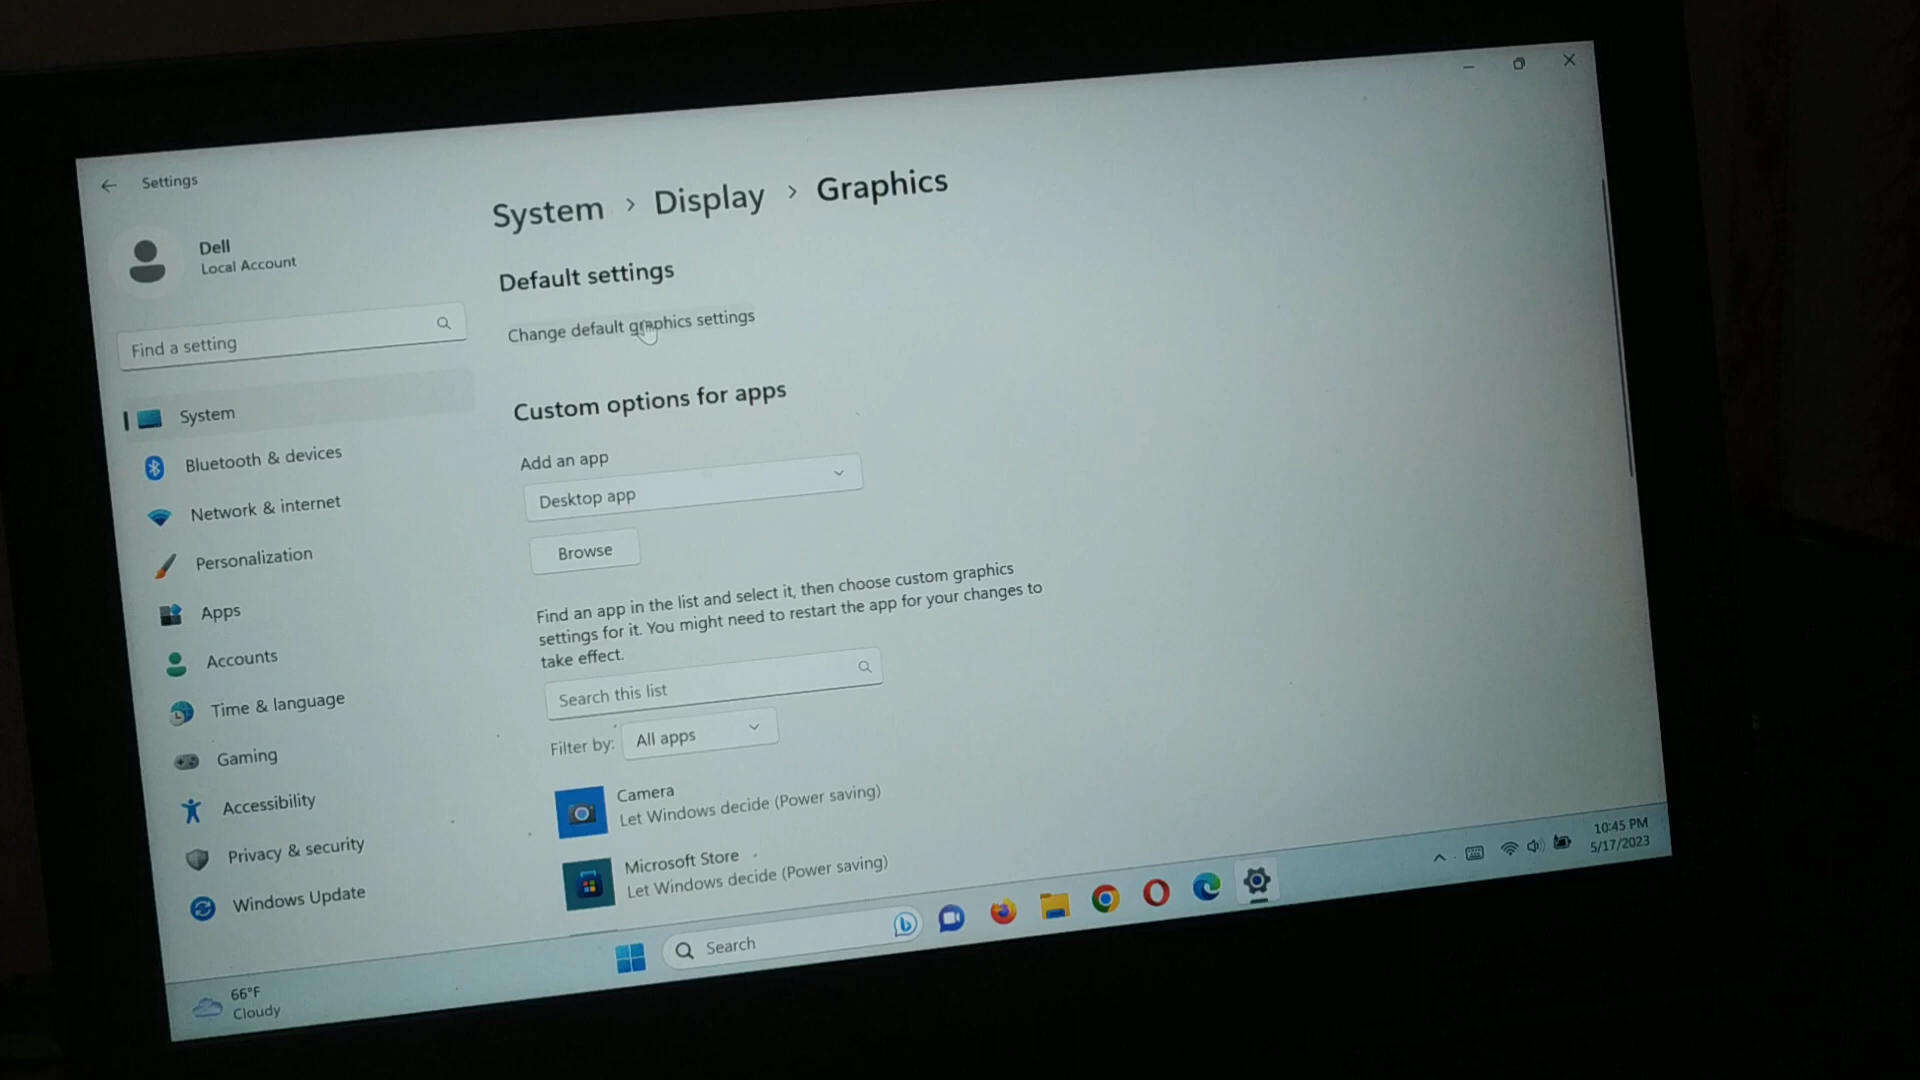 Settings
Dell
Local Account
Find a setting
System
Bluetooth & devices
Network & internet
Personalization
Apps
Accounts
Time & language
Gaming
Accessibility
Privacy & security
Windows Update
System > Display > Graphics
Default settings
Change default graphics settings
Custom options for apps
Add an app
Desktop app
Browse
Find an app in the list and select it, then choose custom graphics
settings for it. You might need to restart the app for your changes to
take effect.
Search this list
Filter by: All apps
Camera
Let Windows decide (Power saving)
Microsoft Store
Let Windows decide (Power saving)
66°F
Cloudy
Search
10:45 PM
5/17/2023